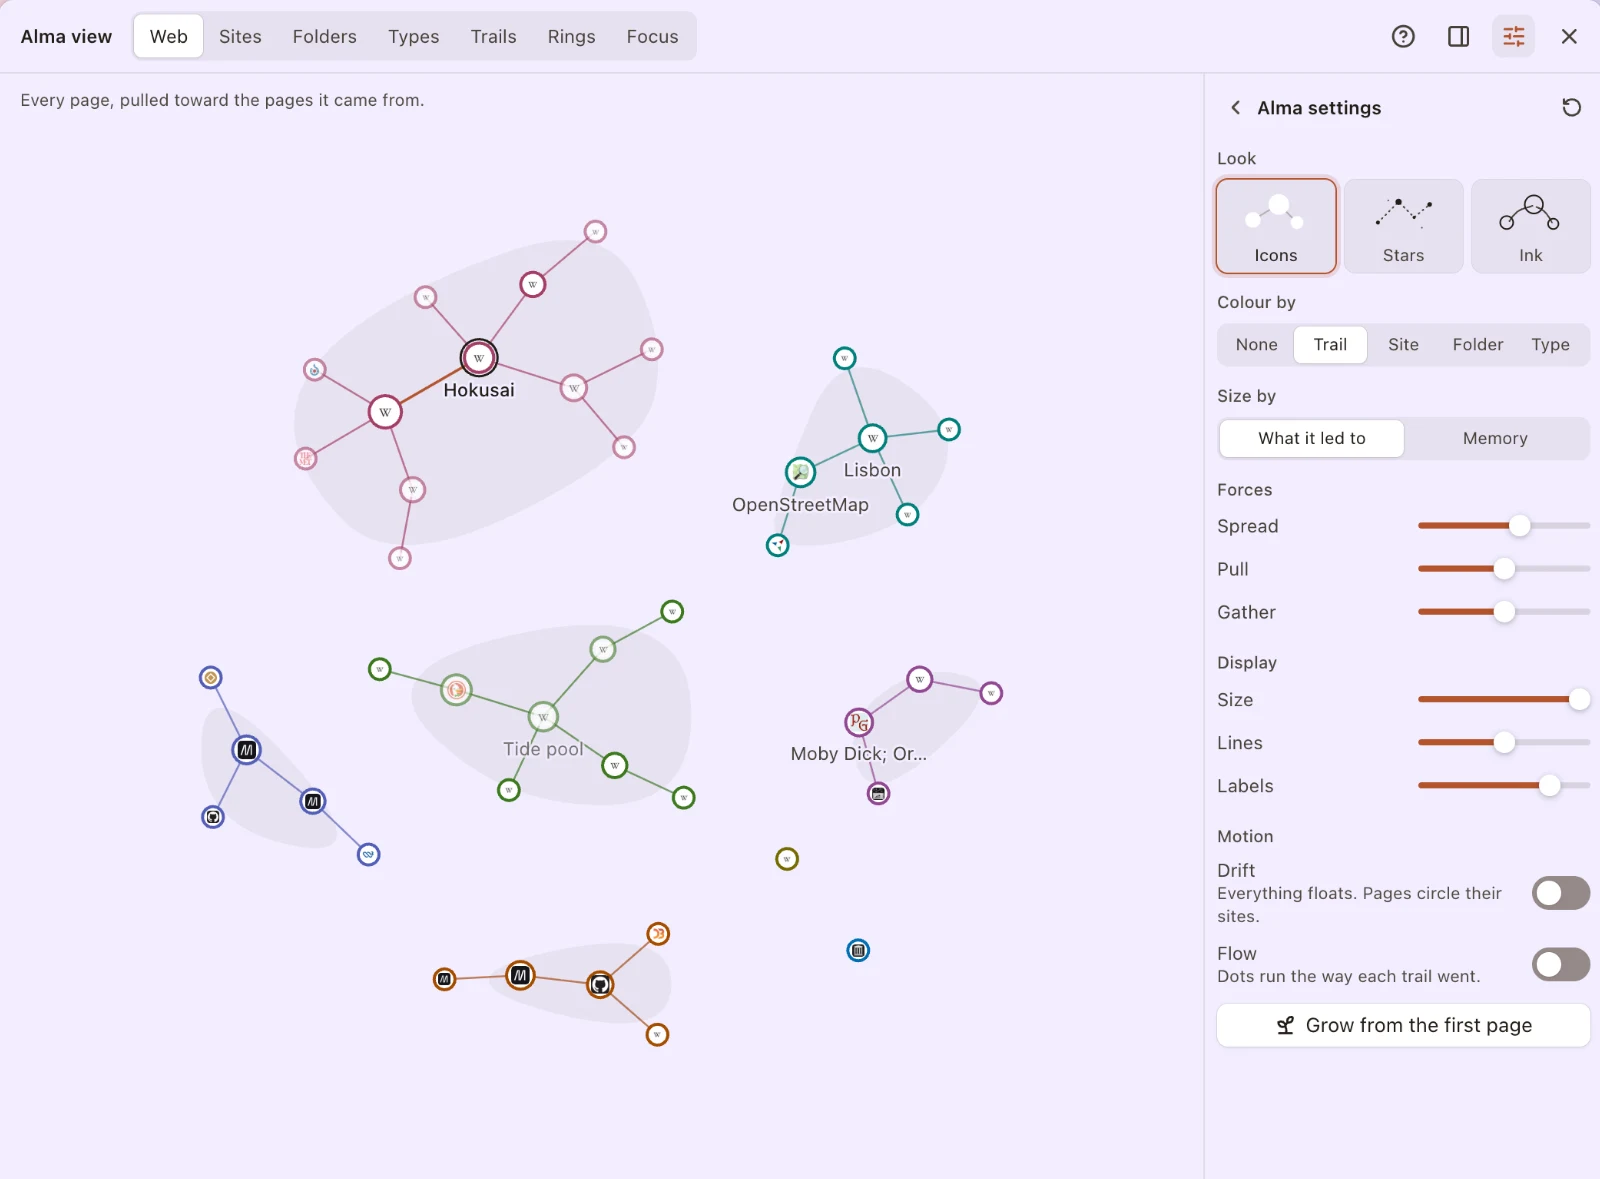 Alma view
Web
Sites
Folders
Types
Trails
Rings
Focus
Every page, pulled toward the pages it came from.
Hokusai
Lisbon
OpenStreetMap
Tide pool
Moby Dick; Or...
Alma settings
Look
Icons
Stars
Ink
Colour by
None
Trail
Site
Folder
Type
Size by
What it led to
Memory
Forces
Spread
Pull
Gather
Display
Size
Lines
Labels
Motion
Drift
Everything floats. Pages circle their
sites.
Flow
Dots run the way each trail went.
Grow from the first page